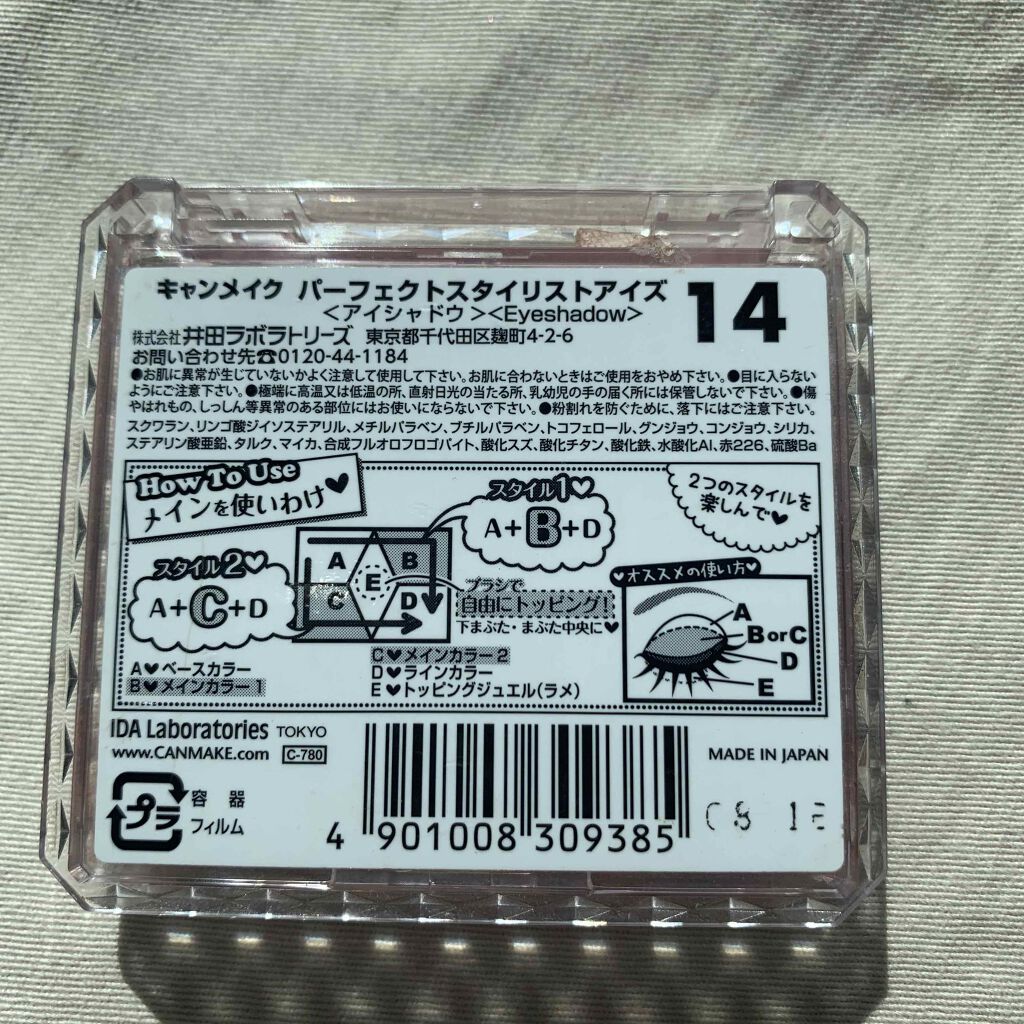 キャンメイク パーフェクトスタイリストアイズ 14
<アイシャドウ><Eyeshadow>
株式会社 井田ラボラトリーズ 東京都千代田区麹町4-2-6
お問い合わせ先☎0120-44-1184
●お肌に異常が生じていないかよく注意して使用して下さい。お肌に合わないときはご使用をおやめ下さい。●目に入らない
ようにご注意下さい。●極端に高温又は低温の所、直射日光の当たる所、乳幼児の手の届く所には保管しないで下さい。●傷
やはれもの、しっしん等異常のある部位にはお使いにならないで下さい。●粉割れを防ぐために、落下にはご注意下さい。
スクワラン、リンゴ酸ジイソステアリル、メチルパラベン、ブチルパラベン、トコフェロール、グンジョウ、コンジョウ、シリカ、
ステアリン酸亜鉛、タルク、マイカ、合成フルオロフロゴパイト、酸化スズ、酸化チタン、酸化鉄、水酸化Al、赤226、硫酸Ba
How To Use
メインを使いわけ♥
スタイル1♥
A+B+D
2つのスタイルを
楽しんで♥
スタイル2♥
A+C+D
A
B
E
C
D
ブラシで
自由にトッピング!
下まぶた・まぶた中央に♥
♥オススメの使い方♥
A
B or C
D
E
A♥ベースカラー
B♥メインカラー1
C♥メインカラー2
D♥ラインカラー
E♥トッピングジュエル(ラメ)
IDA Laboratories TOKYO
www.CANMAKE.com C-780
MADE IN JAPAN
プラ
容器
フィルム
4 901008 309385